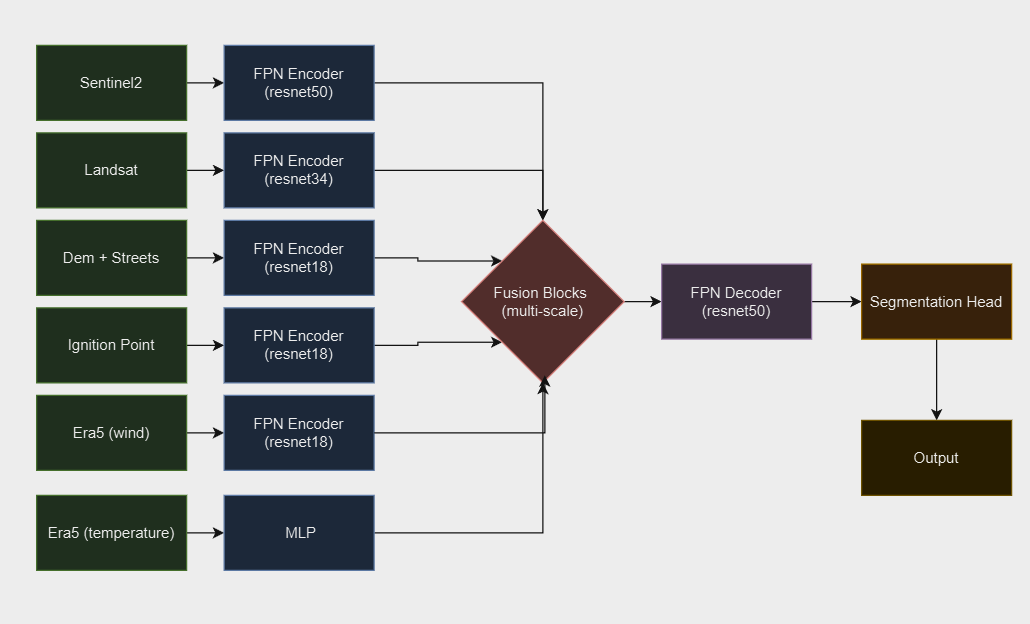 Sentinel2
FPN Encoder
(resnet50)
Landsat
FPN Encoder
(resnet34)
Dem + Streets
FPN Encoder
(resnet18)
Ignition Point
FPN Encoder
(resnet18)
Era5 (wind)
FPN Encoder
(resnet18)
Era5 (temperature)
MLP
Fusion Blocks
(multi-scale)
FPN Decoder
(resnet50)
Segmentation Head
Output